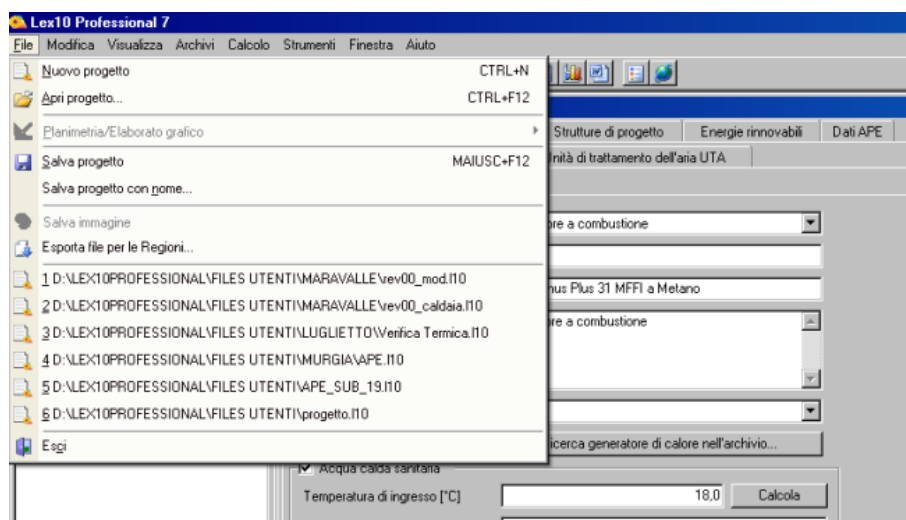 Lex10 Professional 7
File Modifica Visualizza Archivi Calcolo Strumenti Finestra Aiuto
Nuovo progetto CTRL+N
Apri progetto... CTRL+F12
Planimetria/Elaborato grafico
Strutture di progetto Energie rinnovabili Dati APE
Salva progetto MAIUSC+F12
Unità di trattamento dell'aria UTA
Salva progetto con nome...
Salva immagine
re a combustione
Esporta file per le Regioni...
1 D:\LEX10PROFESSIONAL\FILES UTENTI\MARAVALLE\rev00_mod.l10
nus Plus 31 MFFI a Metano
2 D:\LEX10PROFESSIONAL\FILES UTENTI\MARAVALLE\rev00_caldaia.l10
3 D:\LEX10PROFESSIONAL\FILES UTENTI\LUGLIETTO\Verifica Termica.l10
re a combustione
4 D:\LEX10PROFESSIONAL\FILES UTENTI\MURGIA\APE.l10
5 D:\LEX10PROFESSIONAL\FILES UTENTI\APE_SUB_19.l10
6 D:\LEX10PROFESSIONAL\FILES UTENTI\progetto.l10
Esci
icerca generatore di calore nell'archivio...
Acqua calda sanitaria
Temperatura di ingresso [°C] 18,0 Calcola